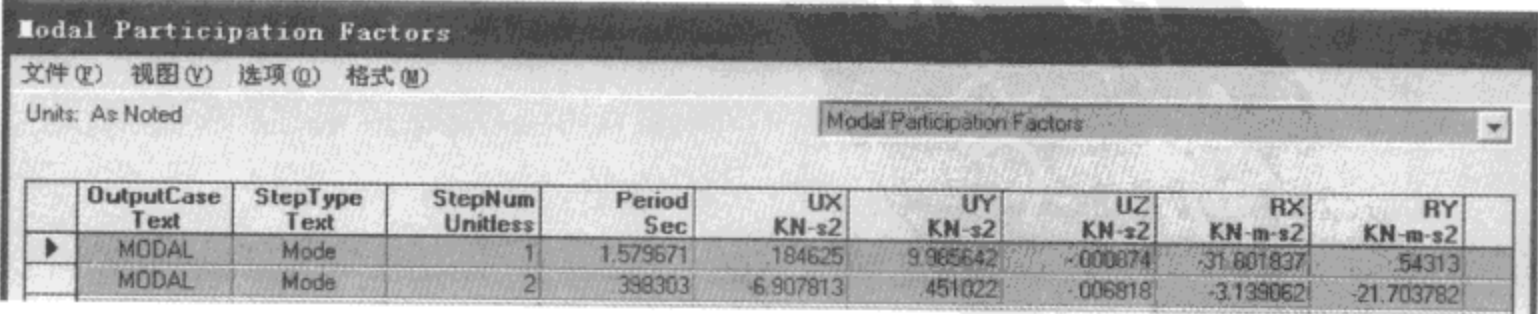 Modal Participation Factors
文件(F) 视图(V) 选项(O) 格式(M)
Units: As Noted Modal Participation Factors
OutputCase StepType StepNum Period UX UY UZ RX RY
Text Text Unitless Sec KN-s2 KN-s2 KN-s2 KN-m-s2 KN-m-s2
MODAL Mode 1 1.579671 .184625 9.985642 -.000874 -31.801837 .54313
MODAL Mode 2 .398303 -6.907813 .451022 -.006818 -3.139062 -21.703782